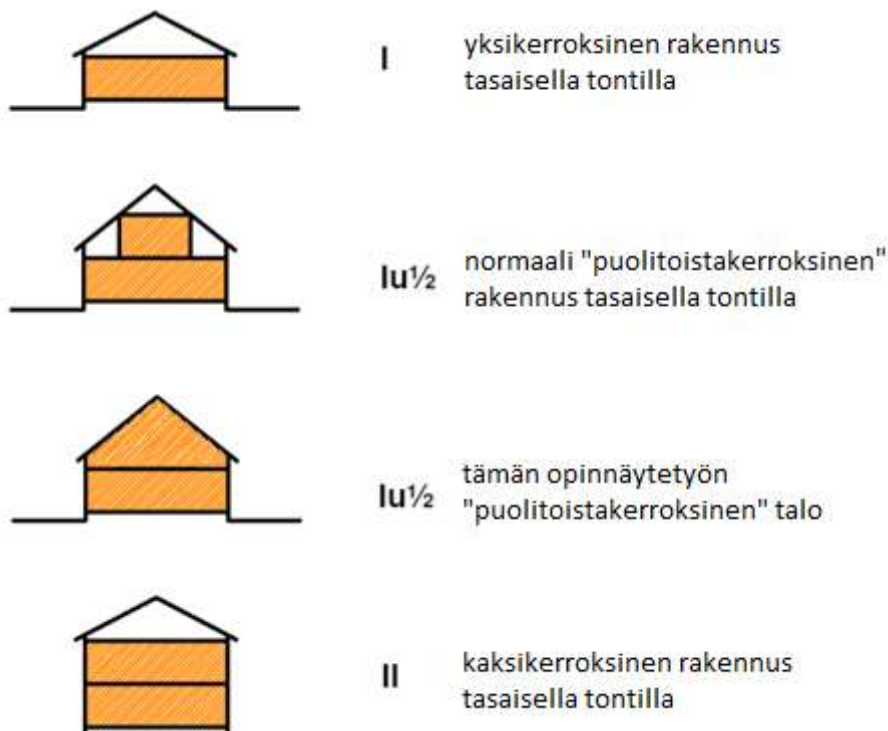 I
yksikerroksinen rakennus
tasaisella tontilla
Iu½
normaali "puolitoistakerroksinen"
rakennus tasaisella tontilla
Iu½
tämän opinnäytetyön
"puolitoistakerroksinen" talo
II
kaksikerroksinen rakennus
tasaisella tontilla